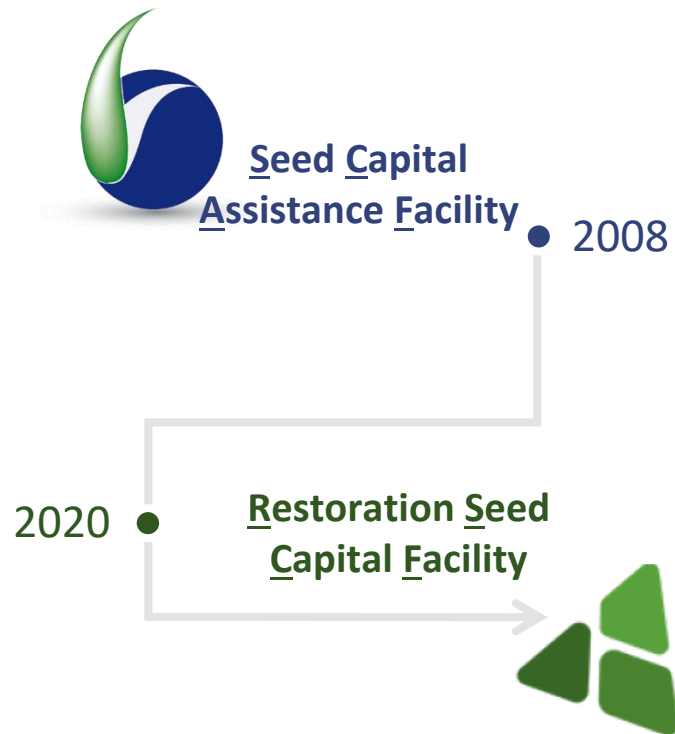 Seed Capital
Assistance Facility
2008
2020
Restoration Seed
Capital Facility